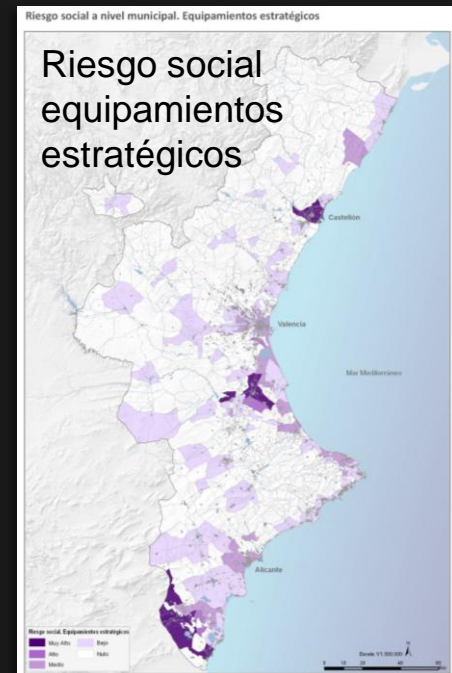 Riesgo social a nivel municipal. Equipamientos estratégicos
Riesgo social
equipamientos
estratégicos
Castellón
Valencia
Mar Mediterráneo
Alicante
Riesgo social. Equipamientos estratégicos
Muy Alto
Bajo
Alto
Nulo
Medio